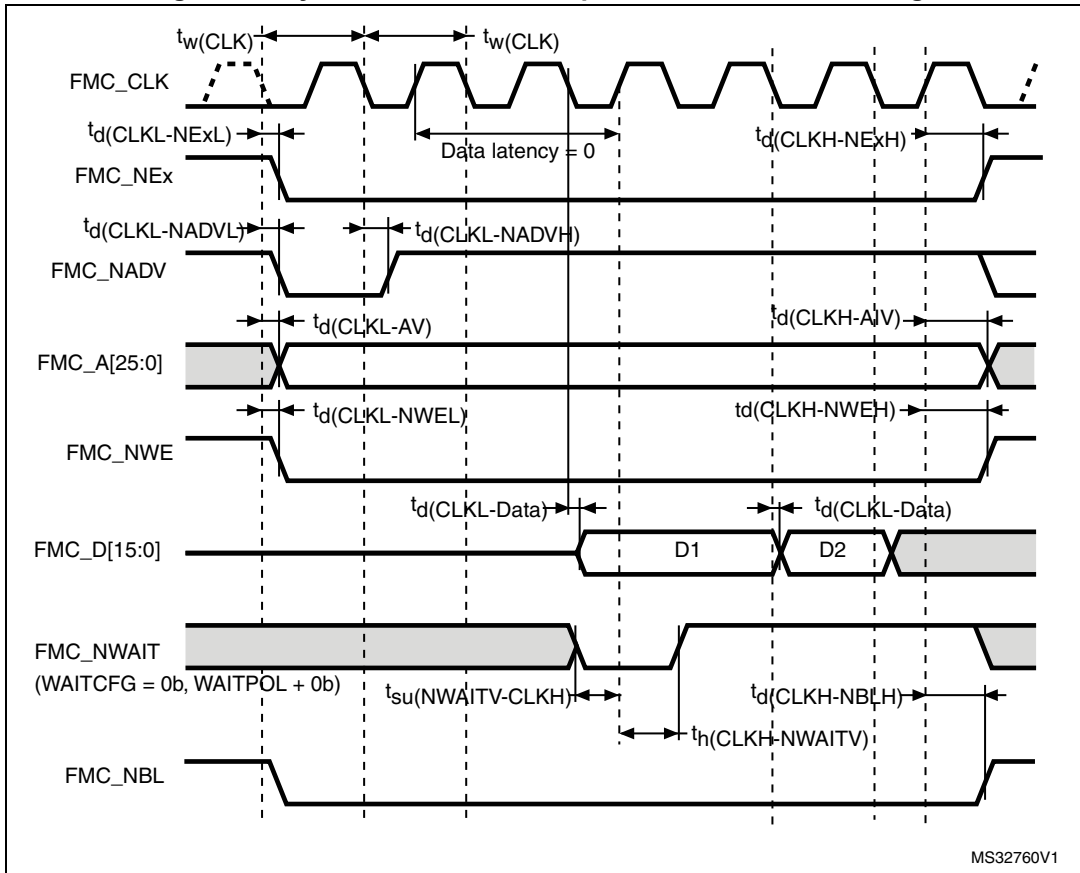 tw(CLK)
tw(CLK)
FMC_CLK
td(CLKL-NExL)
Data latency = 0
td(CLKH-NExH)
FMC_NEx
td(CLKL-NADVL)
td(CLKL-NADVH)
FMC_NADV
td(CLKL-AV)
td(CLKH-AIV)
FMC_A[25:0]
td(CLKL-NWEL)
td(CLKH-NWEH)
FMC_NWE
td(CLKL-Data)
td(CLKL-Data)
FMC_D[15:0]
D1
D2
FMC_NWAIT
(WAITCFG = 0b, WAITPOL + 0b)
tsu(NWAITV-CLKH)
td(CLKH-NBLH)
th(CLKH-NWAITV)
FMC_NBL
MS32760V1